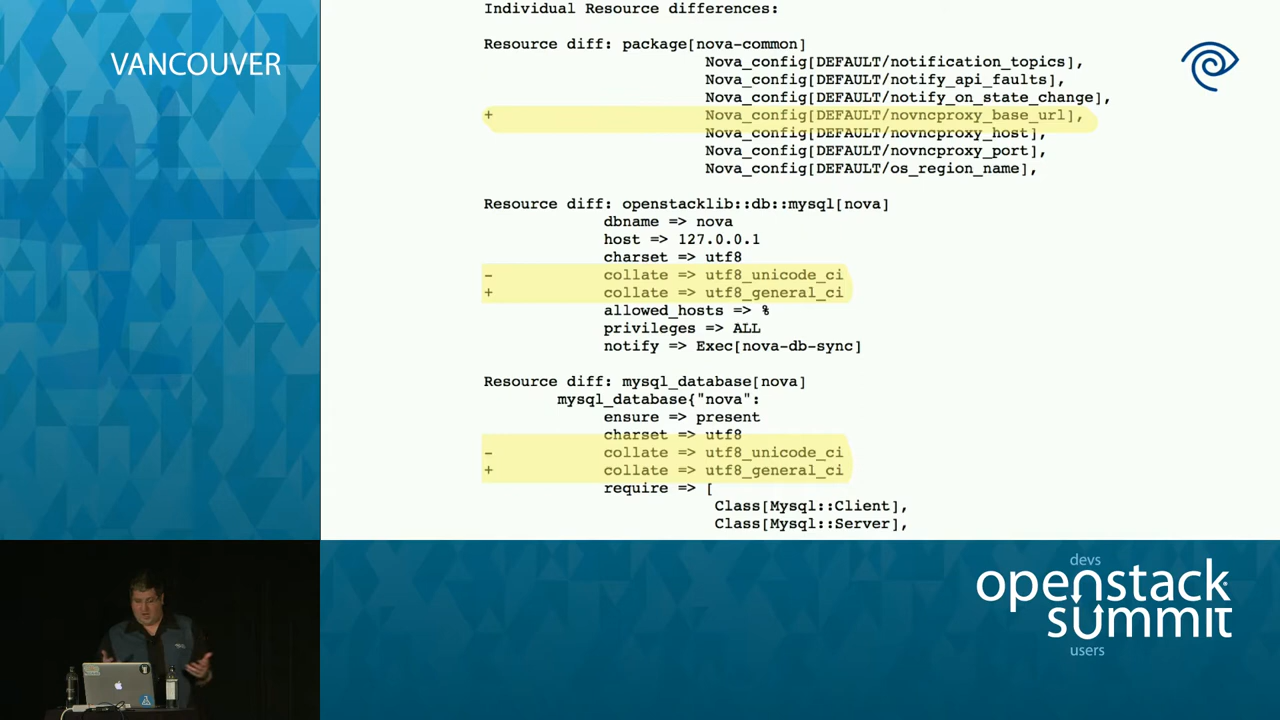 VANCOUVER
Individual Resource differences:
Resource diff: package[nova-common]
Nova_config[DEFAULT/notification_topics],
Nova_config[DEFAULT/notify_api_faults],
Nova_config[DEFAULT/notify_on_state_change],
+ Nova_config[DEFAULT/novncproxy_base_url],
Nova_config[DEFAULT/novncproxy_host],
Nova_config[DEFAULT/novncproxy_port],
Nova_config[DEFAULT/os_region_name],
Resource diff: openstacklib::db::mysql[nova]
dbname => nova
host => 127.0.0.1
charset => utf8
- collate => utf8_unicode_ci
+ collate => utf8_general_ci
allowed_hosts => %
privileges => ALL
notify => Exec[nova-db-sync]
Resource diff: mysql_database[nova]
mysql_database{"nova":
ensure => present
charset => utf8
- collate => utf8_unicode_ci
+ collate => utf8_general_ci
require => [
Class[Mysql::Client],
Class[Mysql::Server],
devs
openstack
summit
users